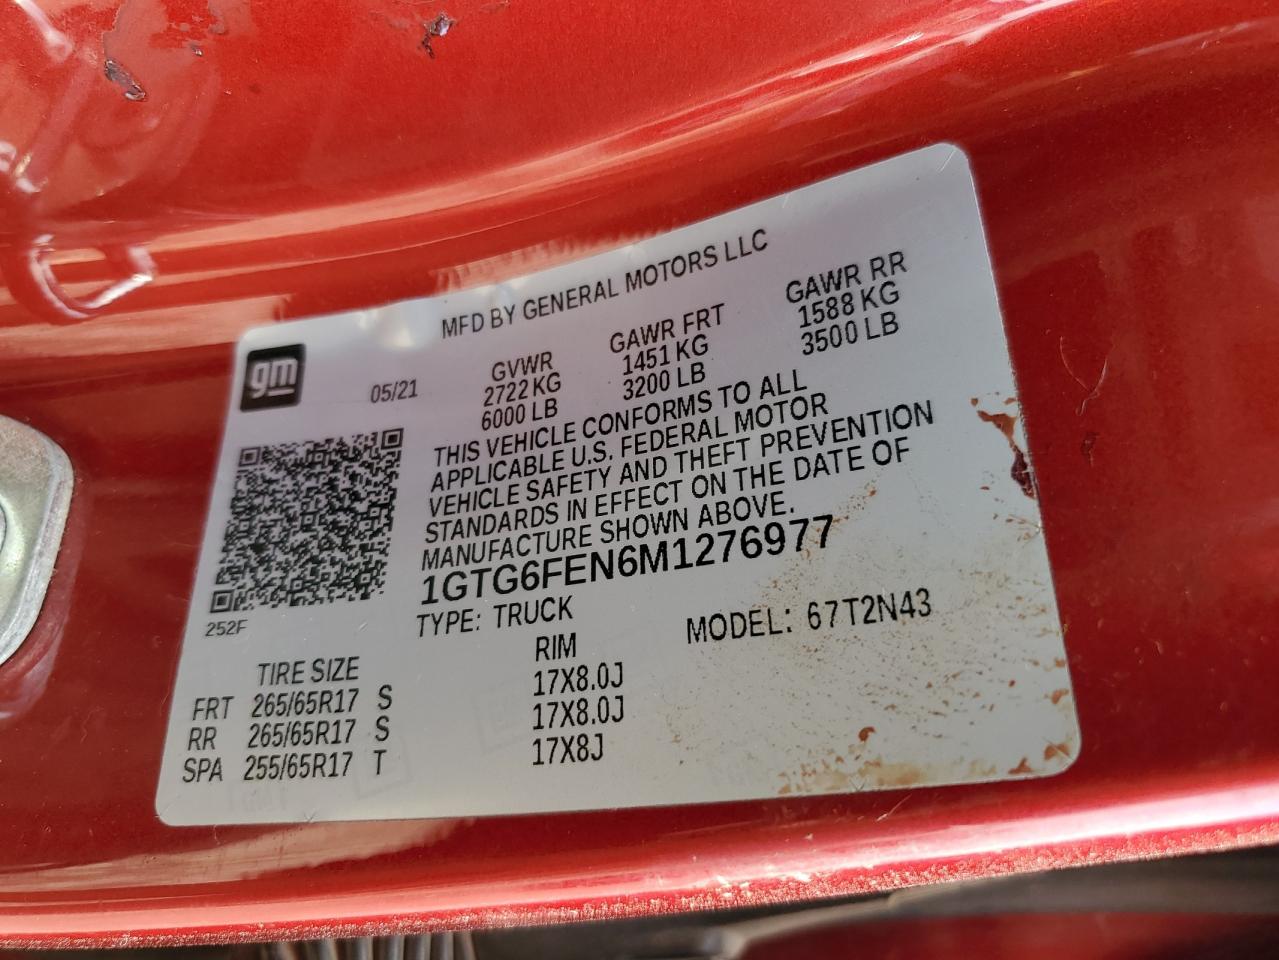 MFD BY GENERAL MOTORS LLC
gm
05/21
GVWR GAWR FRT GAWR RR
2722 KG 1451 KG 1588 KG
6000 LB 3200 LB 3500 LB
THIS VEHICLE CONFORMS TO ALL
APPLICABLE U.S. FEDERAL MOTOR
VEHICLE SAFETY AND THEFT PREVENTION
STANDARDS IN EFFECT ON THE DATE OF
MANUFACTURE SHOWN ABOVE.
1GTG6FEN6M1276977
252F
TYPE: TRUCK MODEL: 67T2N43
TIRE SIZE RIM
FRT 265/65R17 S 17X8.0J
RR 265/65R17 S 17X8.0J
SPA 255/65R17 T 17X8J